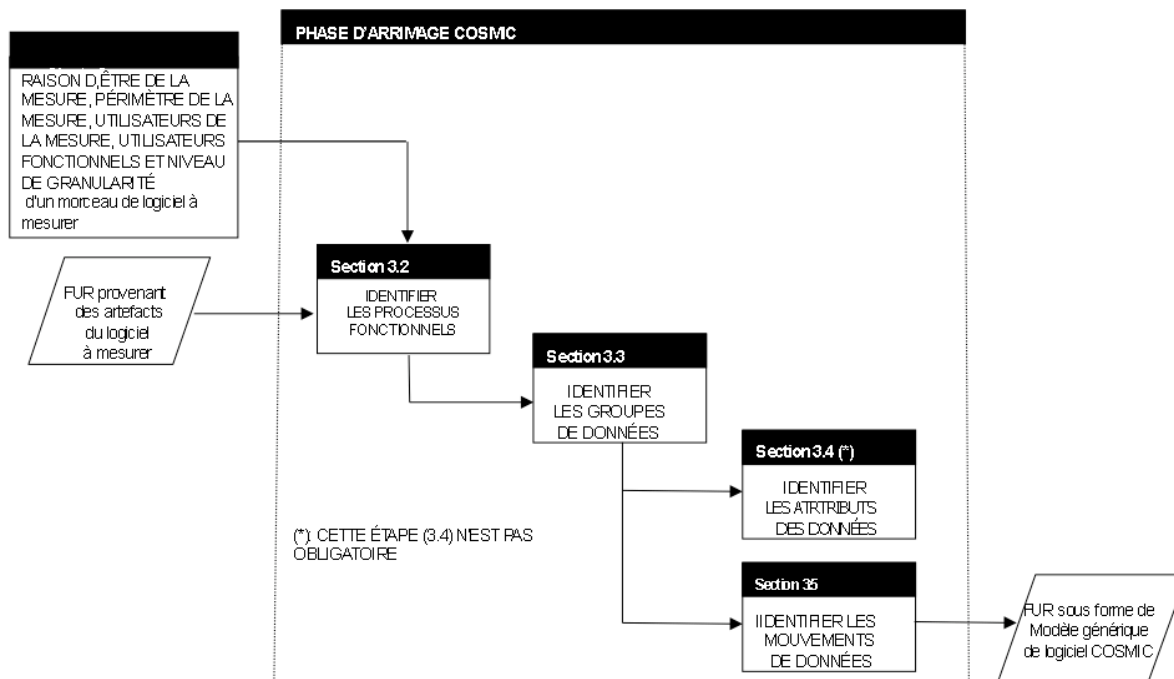 PHASE D'ARRIMAGE COSMIC
RAISON D,ÊTRE DE LA
MESURE, PÉRIMÈTRE DE LA
MESURE, UTILISATEURS DE
LA MESURE, UTILISATEURS
FONCTIONNELS ET NIVEAU
DE GRANULARITÉ
d'un morceau de logiciel à
mesurer
Section 3.2
IDENTIFIER
LES PROCESSUS
FONCTIONNELS
FUR provenant
des artefacts
du logiciel
à mesurer
Section 3.3
IDENTIFIER
LES GROUPES
DE DONNÉES
Section 3.4 (*)
IDENTIFIER
LES ATRTRIBUTS
DES DONNÉES
(*): CETTE ÉTAPE (3.4) N'EST PAS
OBLIGATOIRE
Section 3.5
IIDENTIFIER LES
MOUVEMENTS
DE DONNÉES
FUR sous forme de
Modèle générique
de logiciel COSMIC